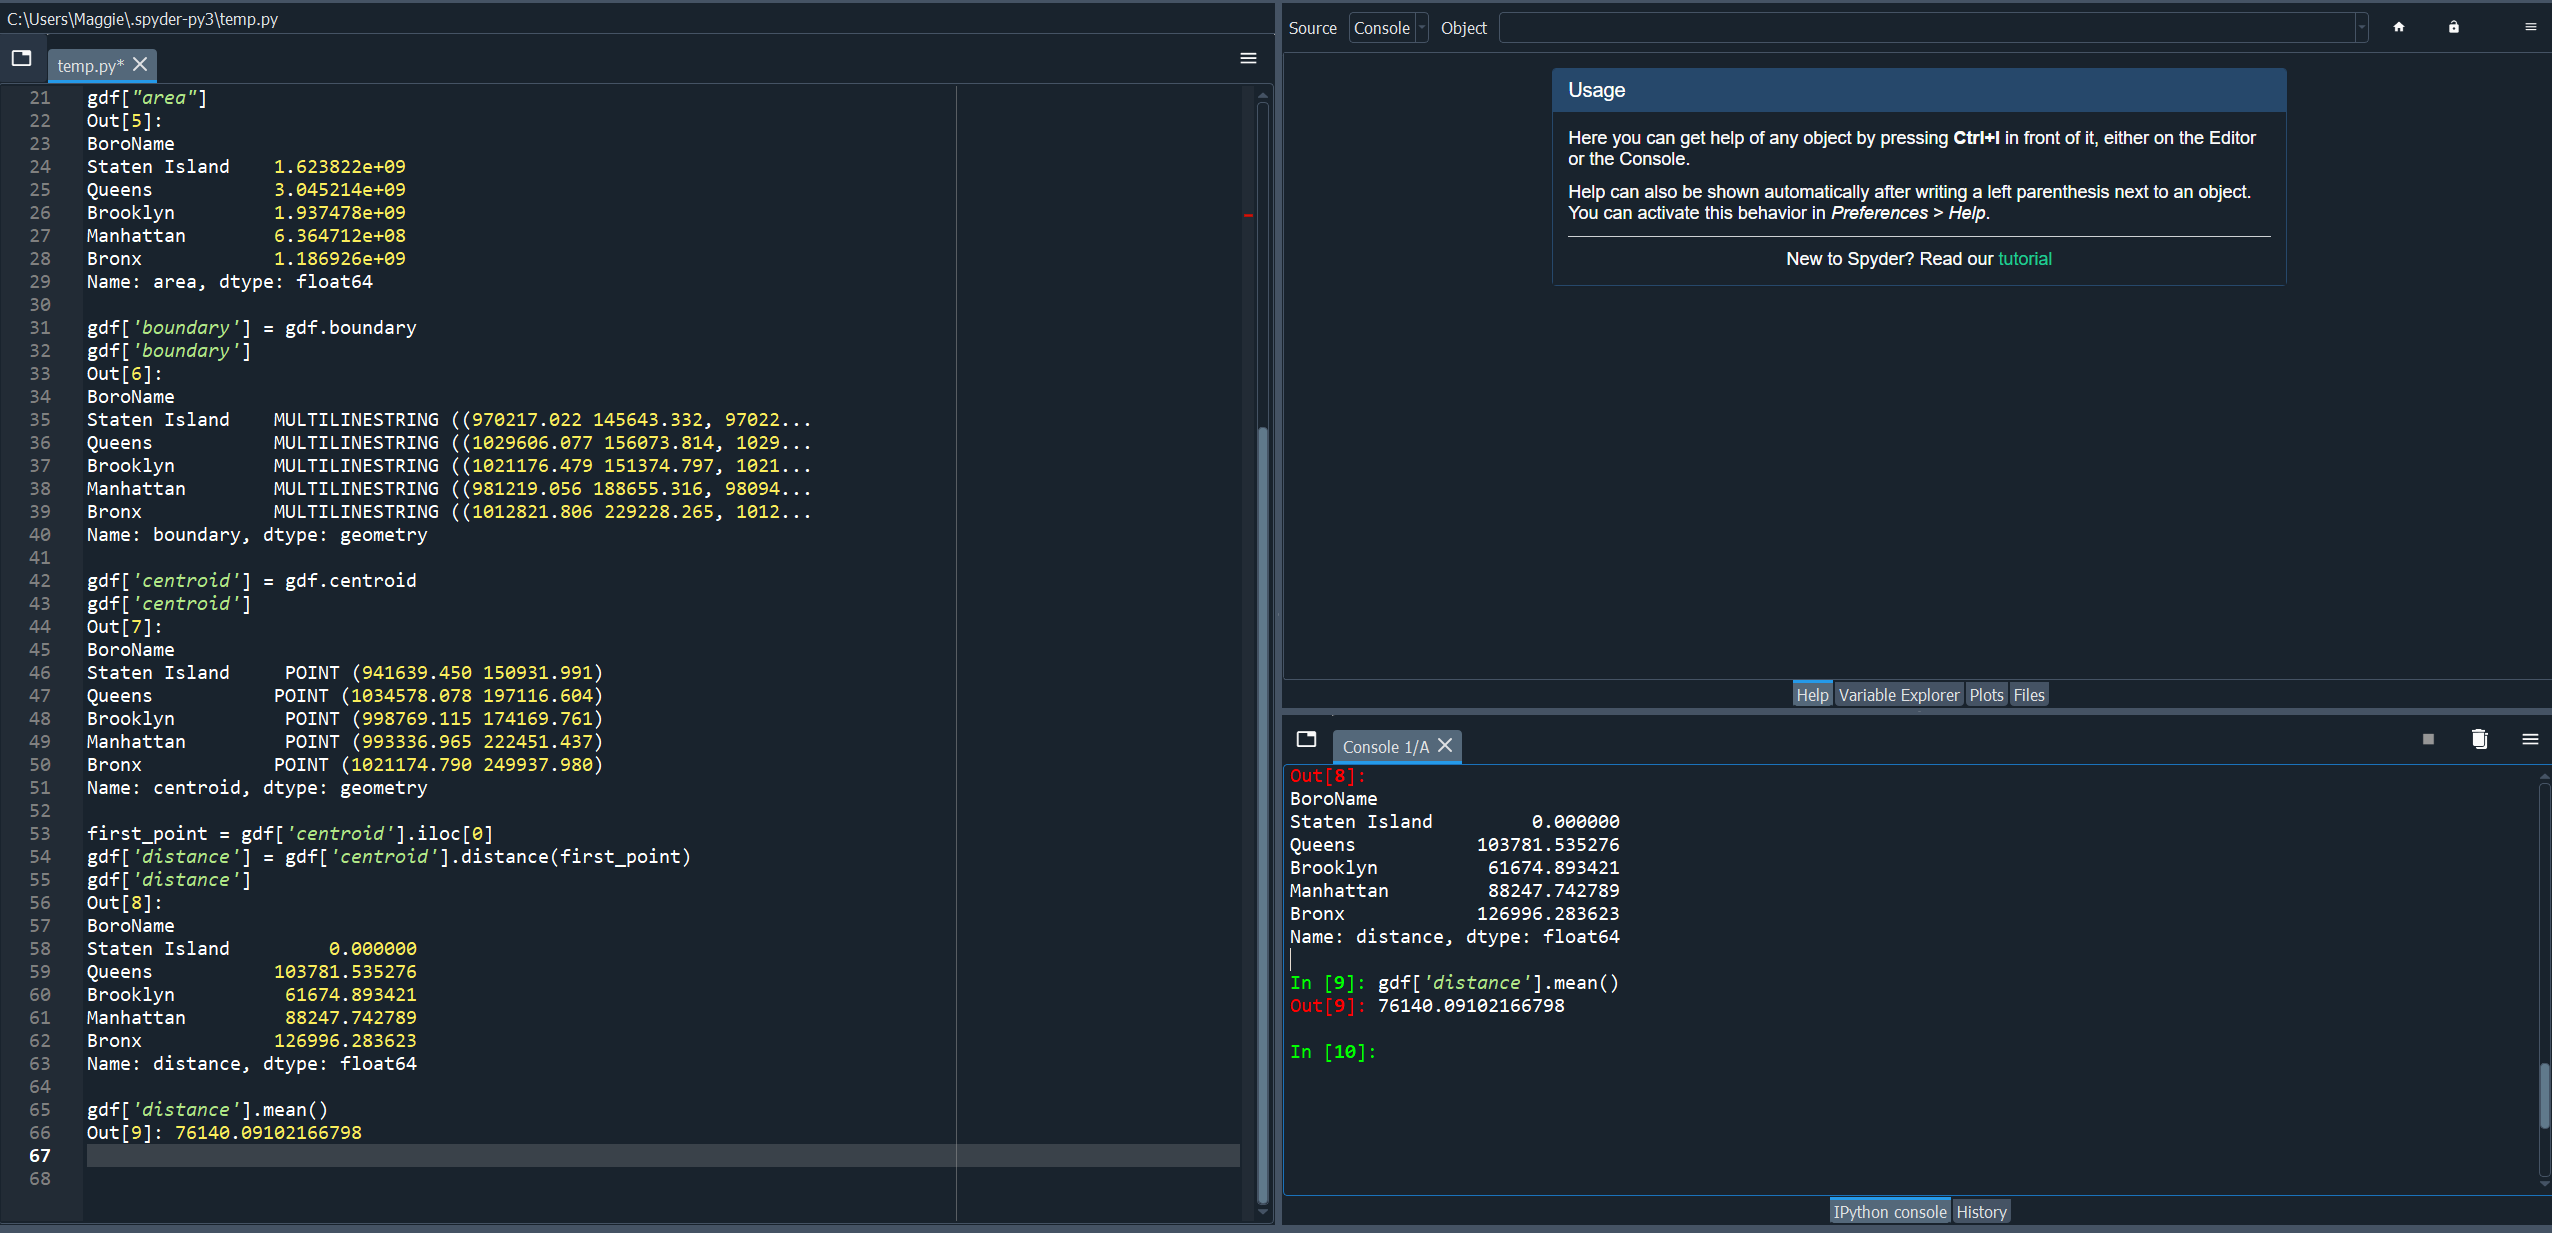 C:\Users\Maggie\.spyder-py3\temp.py
temp.py*
21 gdf["area"]
22 Out[5]:
23 BoroName
24 Staten Island    1.623822e+09
25 Queens           3.045214e+09
26 Brooklyn         1.937478e+09
27 Manhattan        6.364712e+08
28 Bronx            1.186926e+09
29 Name: area, dtype: float64
30
31 gdf['boundary'] = gdf.boundary
32 gdf['boundary']
33 Out[6]:
34 BoroName
35 Staten Island    MULTILINESTRING ((970217.022 145643.332, 97022...
36 Queens           MULTILINESTRING ((1029606.077 156073.814, 1029...
37 Brooklyn         MULTILINESTRING ((1021176.479 151374.797, 1021...
38 Manhattan        MULTILINESTRING ((981219.056 188655.316, 98094...
39 Bronx            MULTILINESTRING ((1012821.806 229228.265, 1012...
40 Name: boundary, dtype: geometry
41
42 gdf['centroid'] = gdf.centroid
43 gdf['centroid']
44 Out[7]:
45 BoroName
46 Staten Island     POINT (941639.450 150931.991)
47 Queens           POINT (1034578.078 197116.604)
48 Brooklyn          POINT (998769.115 174169.761)
49 Manhattan         POINT (993336.965 222451.437)
50 Bronx            POINT (1021174.790 249937.980)
51 Name: centroid, dtype: geometry
52
53 first_point = gdf['centroid'].iloc[0]
54 gdf['distance'] = gdf['centroid'].distance(first_point)
55 gdf['distance']
56 Out[8]:
57 BoroName
58 Staten Island         0.000000
59 Queens           103781.535276
60 Brooklyn          61674.893421
61 Manhattan         88247.742789
62 Bronx            126996.283623
63 Name: distance, dtype: float64
64
65 gdf['distance'].mean()
66 Out[9]: 76140.09102166798
67
68
Source Console Object
Usage
Here you can get help of any object by pressing Ctrl+I in front of it, either on the Editor
or the Console.
Help can also be shown automatically after writing a left parenthesis next to an object.
You can activate this behavior in Preferences > Help.
New to Spyder? Read our tutorial
Help Variable Explorer Plots Files
Console 1/A
Out[8]:
BoroName
Staten Island         0.000000
Queens           103781.535276
Brooklyn          61674.893421
Manhattan         88247.742789
Bronx            126996.283623
Name: distance, dtype: float64
In [9]: gdf['distance'].mean()
Out[9]: 76140.09102166798
In [10]:
IPython console History